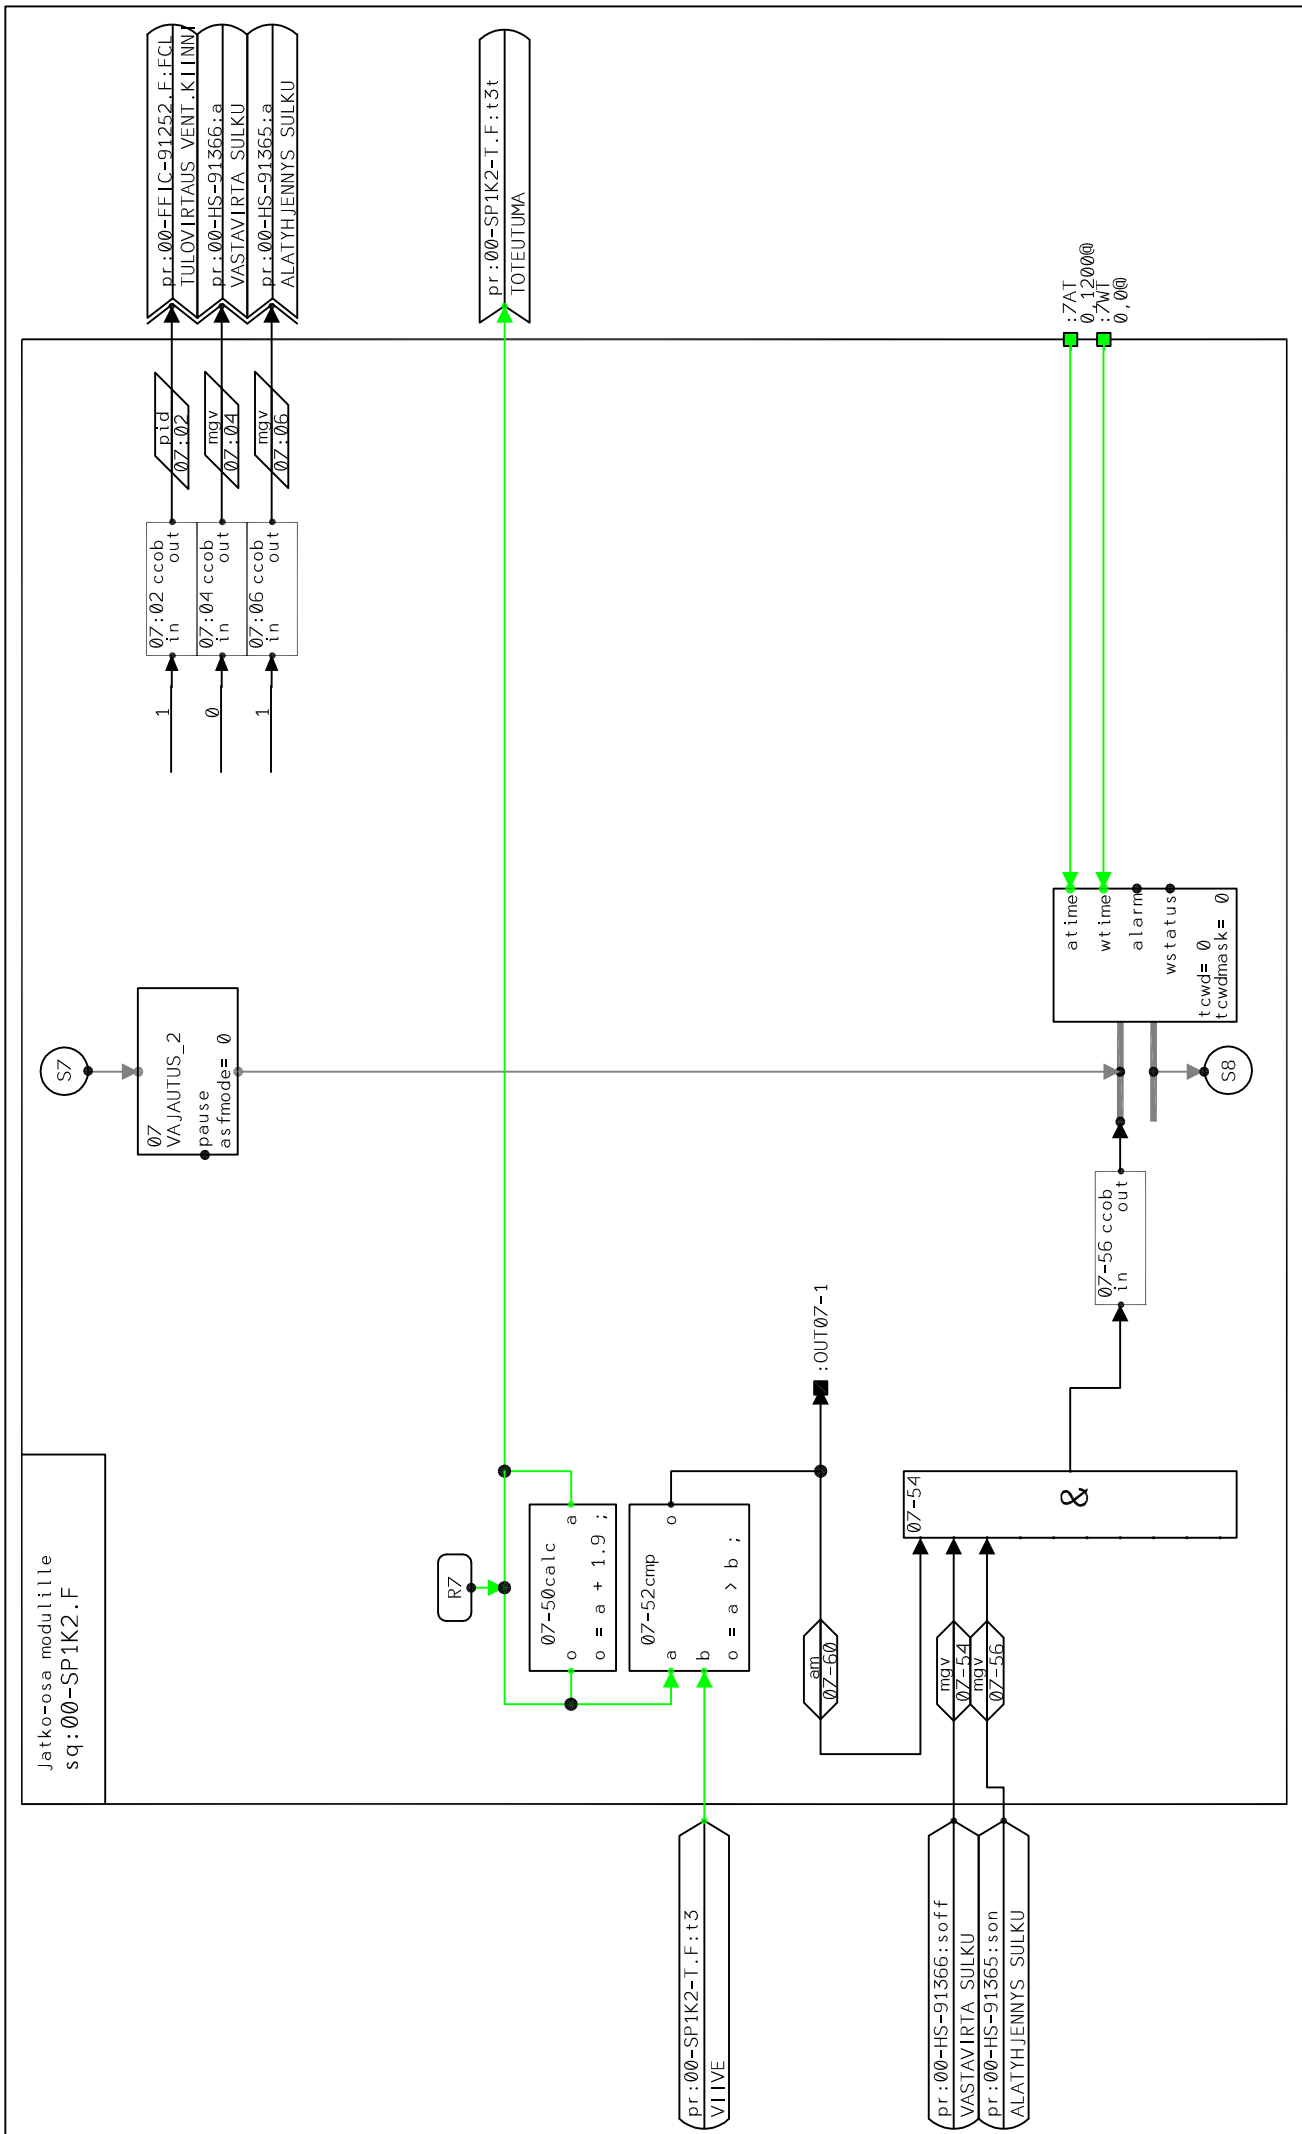 Jatko-osa modulille
sq:00-SP1K2.F
pr:00-SP1K2-T.F:t3
VIIVE
pr:00-HS-91366:soff
VASTAVIRTA SULKU
pr:00-HS-91365:son
ALATYHJENNYS SULKU
R7
07-50calc
o
a
o = a + 1.9 ;
07-52cmp
a
o
b
o = a > b ;
am
07-60
mgv
07-54
mgv
07-56
:OUT07-1
07-54
&
07-56 ccob
in
out
S7
07
VAJAUTUS_2
pause
asfmode= 0
S8
atime
wtime
alarm
wstatus
tcwd= 0
tcwdmask= 0
1
0
1
07:02 ccob
in
out
07:04 ccob
in
out
07:06 ccob
in
out
pid
07:02
mgv
07:04
mgv
07:06
pr:00-FFIC-91252.F:FCL
TULOVIRTAUS VENT.KIINNI
pr:00-HS-91366:a
VASTAVIRTA SULKU
pr:00-HS-91365:a
ALATYHJENNYS SULKU
pr:00-SP1K2-T.F:t3t
TOTEUTUMA
:7AT
0,1200@
:7WT
0,0@